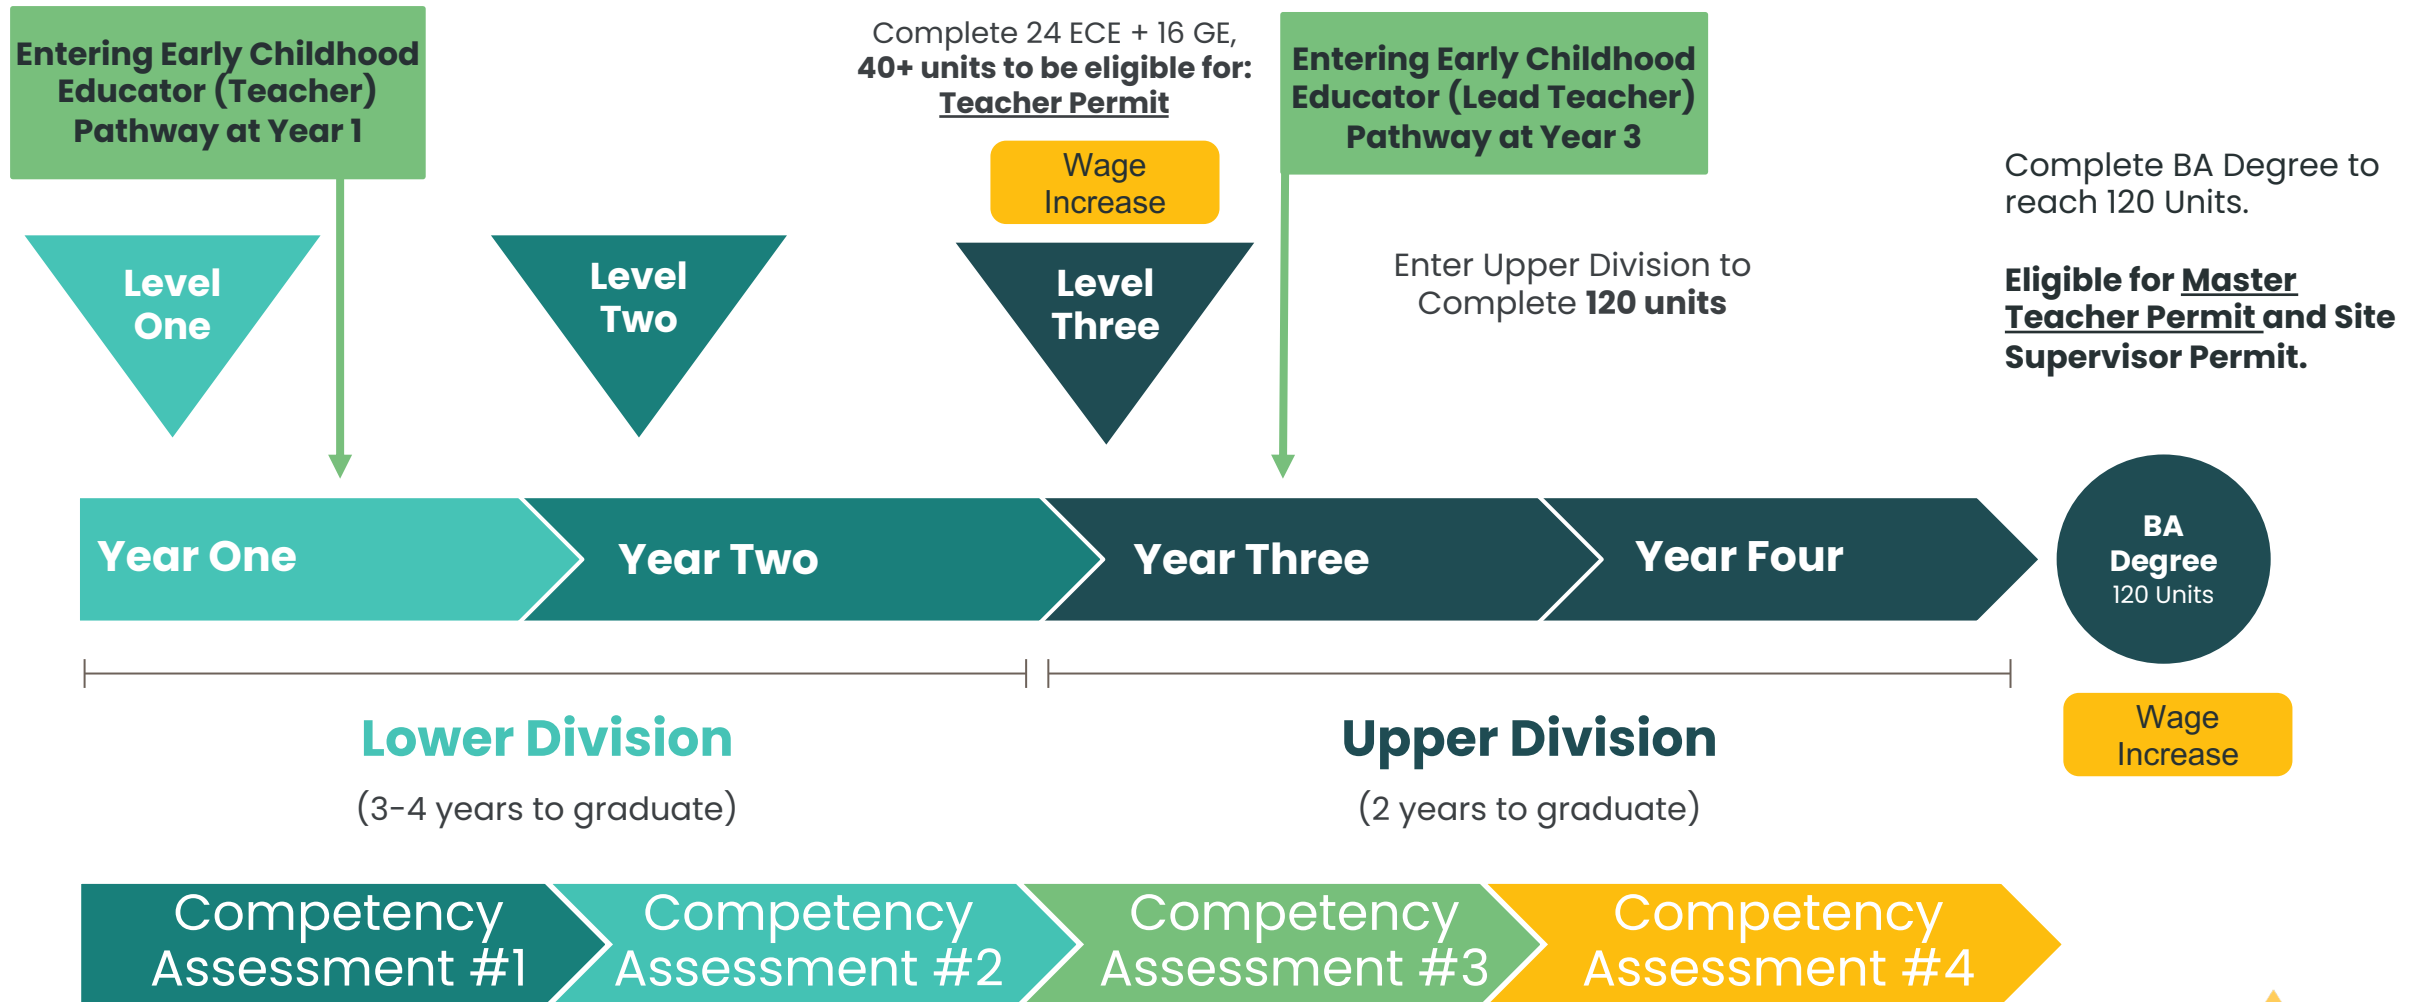 Entering Early Childhood
Educator (Teacher)
Pathway at Year 1
Complete 24 ECE + 16 GE,
40+ units to be eligible for:
Teacher Permit
Wage
Increase
Entering Early Childhood
Educator (Lead Teacher)
Pathway at Year 3
Complete BA Degree to
reach 120 Units.
Eligible for Master
Teacher Permit and Site
Supervisor Permit.
Level
One
Level
Two
Level
Three
Enter Upper Division to
Complete 120 units
Year One
Year Two
Year Three
Year Four
BA
Degree
120 Units
Wage
Increase
Lower Division
(3-4 years to graduate)
Upper Division
(2 years to graduate)
Competency
Assessment #1
Competency
Assessment #2
Competency
Assessment #3
Competency
Assessment #4